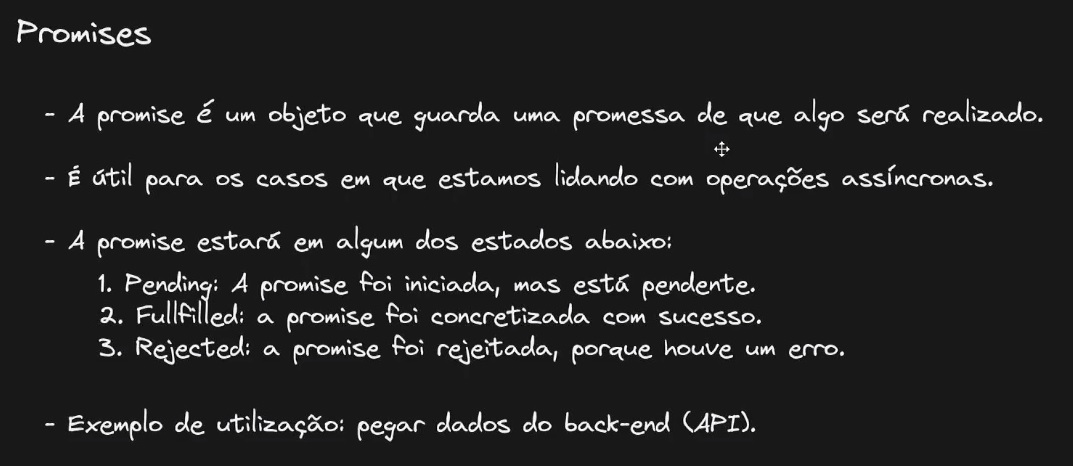 Promises
- A promise é um objeto que guarda uma promessa de que algo será realizado.
- É útil para os casos em que estamos lidando com operações assíncronas.
- A promise estará em algum dos estados abaixo:
1. Pending: A promise foi iniciada, mas está pendente.
2. Fullfilled: a promise foi concretizada com sucesso.
3. Rejected: a promise foi rejeitada, porque houve um erro.
- Exemplo de utilização: pegar dados do back-end (API).